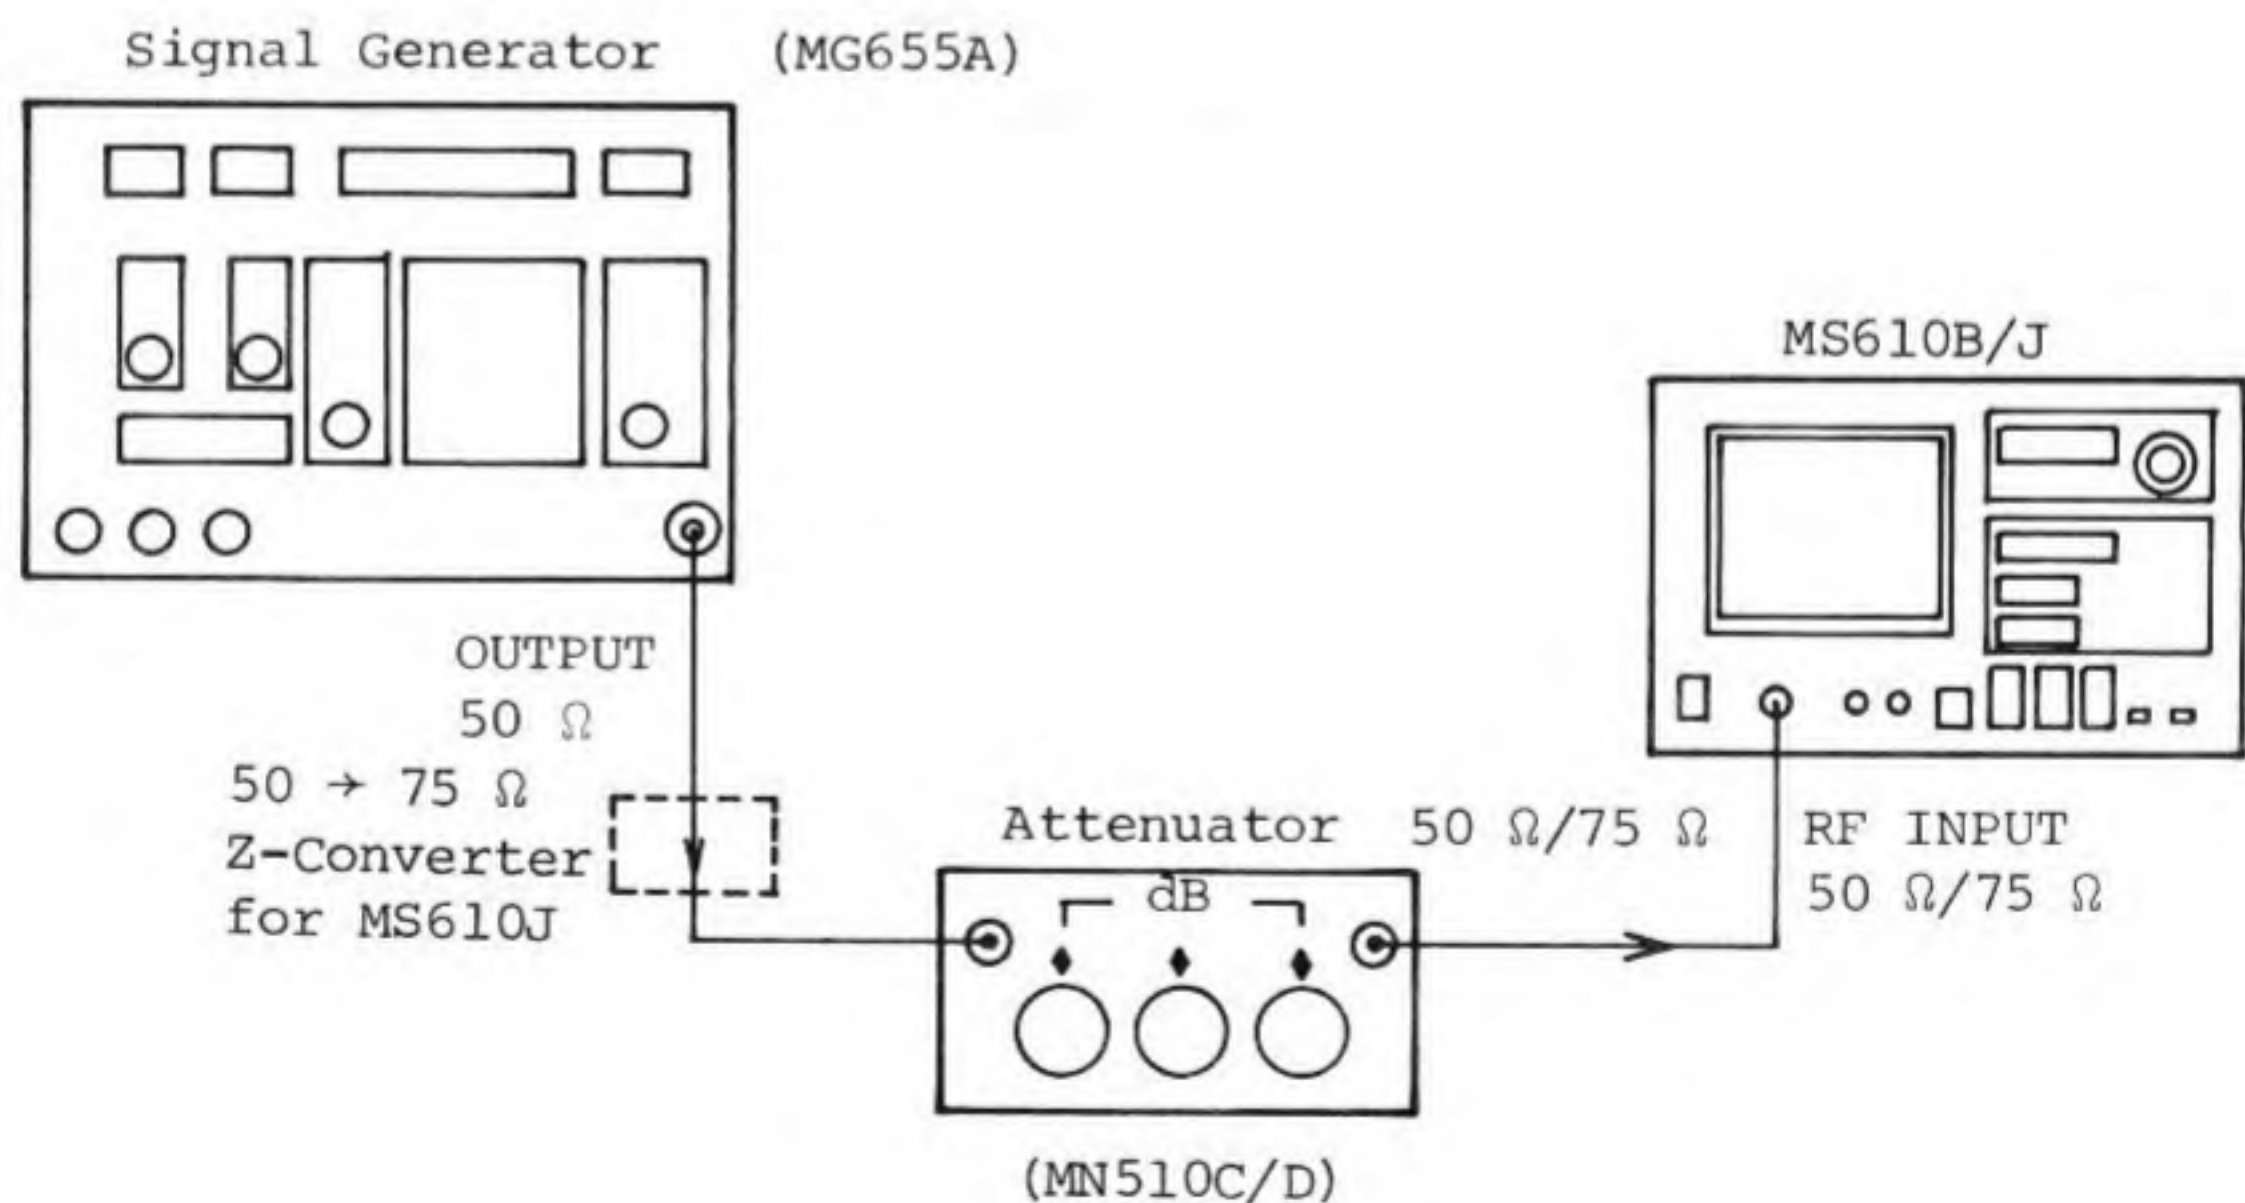 Signal Generator (MG655A)
MS610B/J
OUTPUT
50 Ω
50 → 75 Ω
Z-Converter
for MS610J
Attenuator 50 Ω/75 Ω
RF INPUT
50 Ω/75 Ω
dB
(MN510C/D)